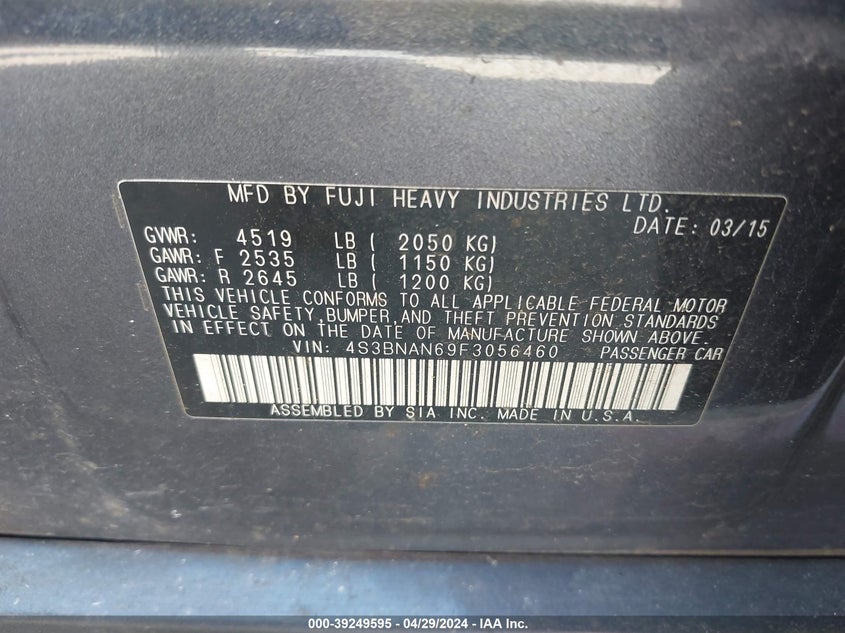 MFD BY FUJI HEAVY INDUSTRIES LTD.
DATE: 03/15
GVWR: 4519 LB ( 2050 KG)
GAWR: F 2535 LB ( 1150 KG)
GAWR: R 2645 LB ( 1200 KG)
THIS VEHICLE CONFORMS TO ALL APPLICABLE FEDERAL MOTOR
VEHICLE SAFETY, BUMPER, AND THEFT PREVENTION STANDARDS
IN EFFECT ON THE DATE OF MANUFACTURE SHOWN ABOVE.
VIN: 4S3BNAN69F3056460 PASSENGER CAR
ASSEMBLED BY SIA INC. MADE IN U.S.A.
000-39249595 - 04/29/2024 - IAA Inc.